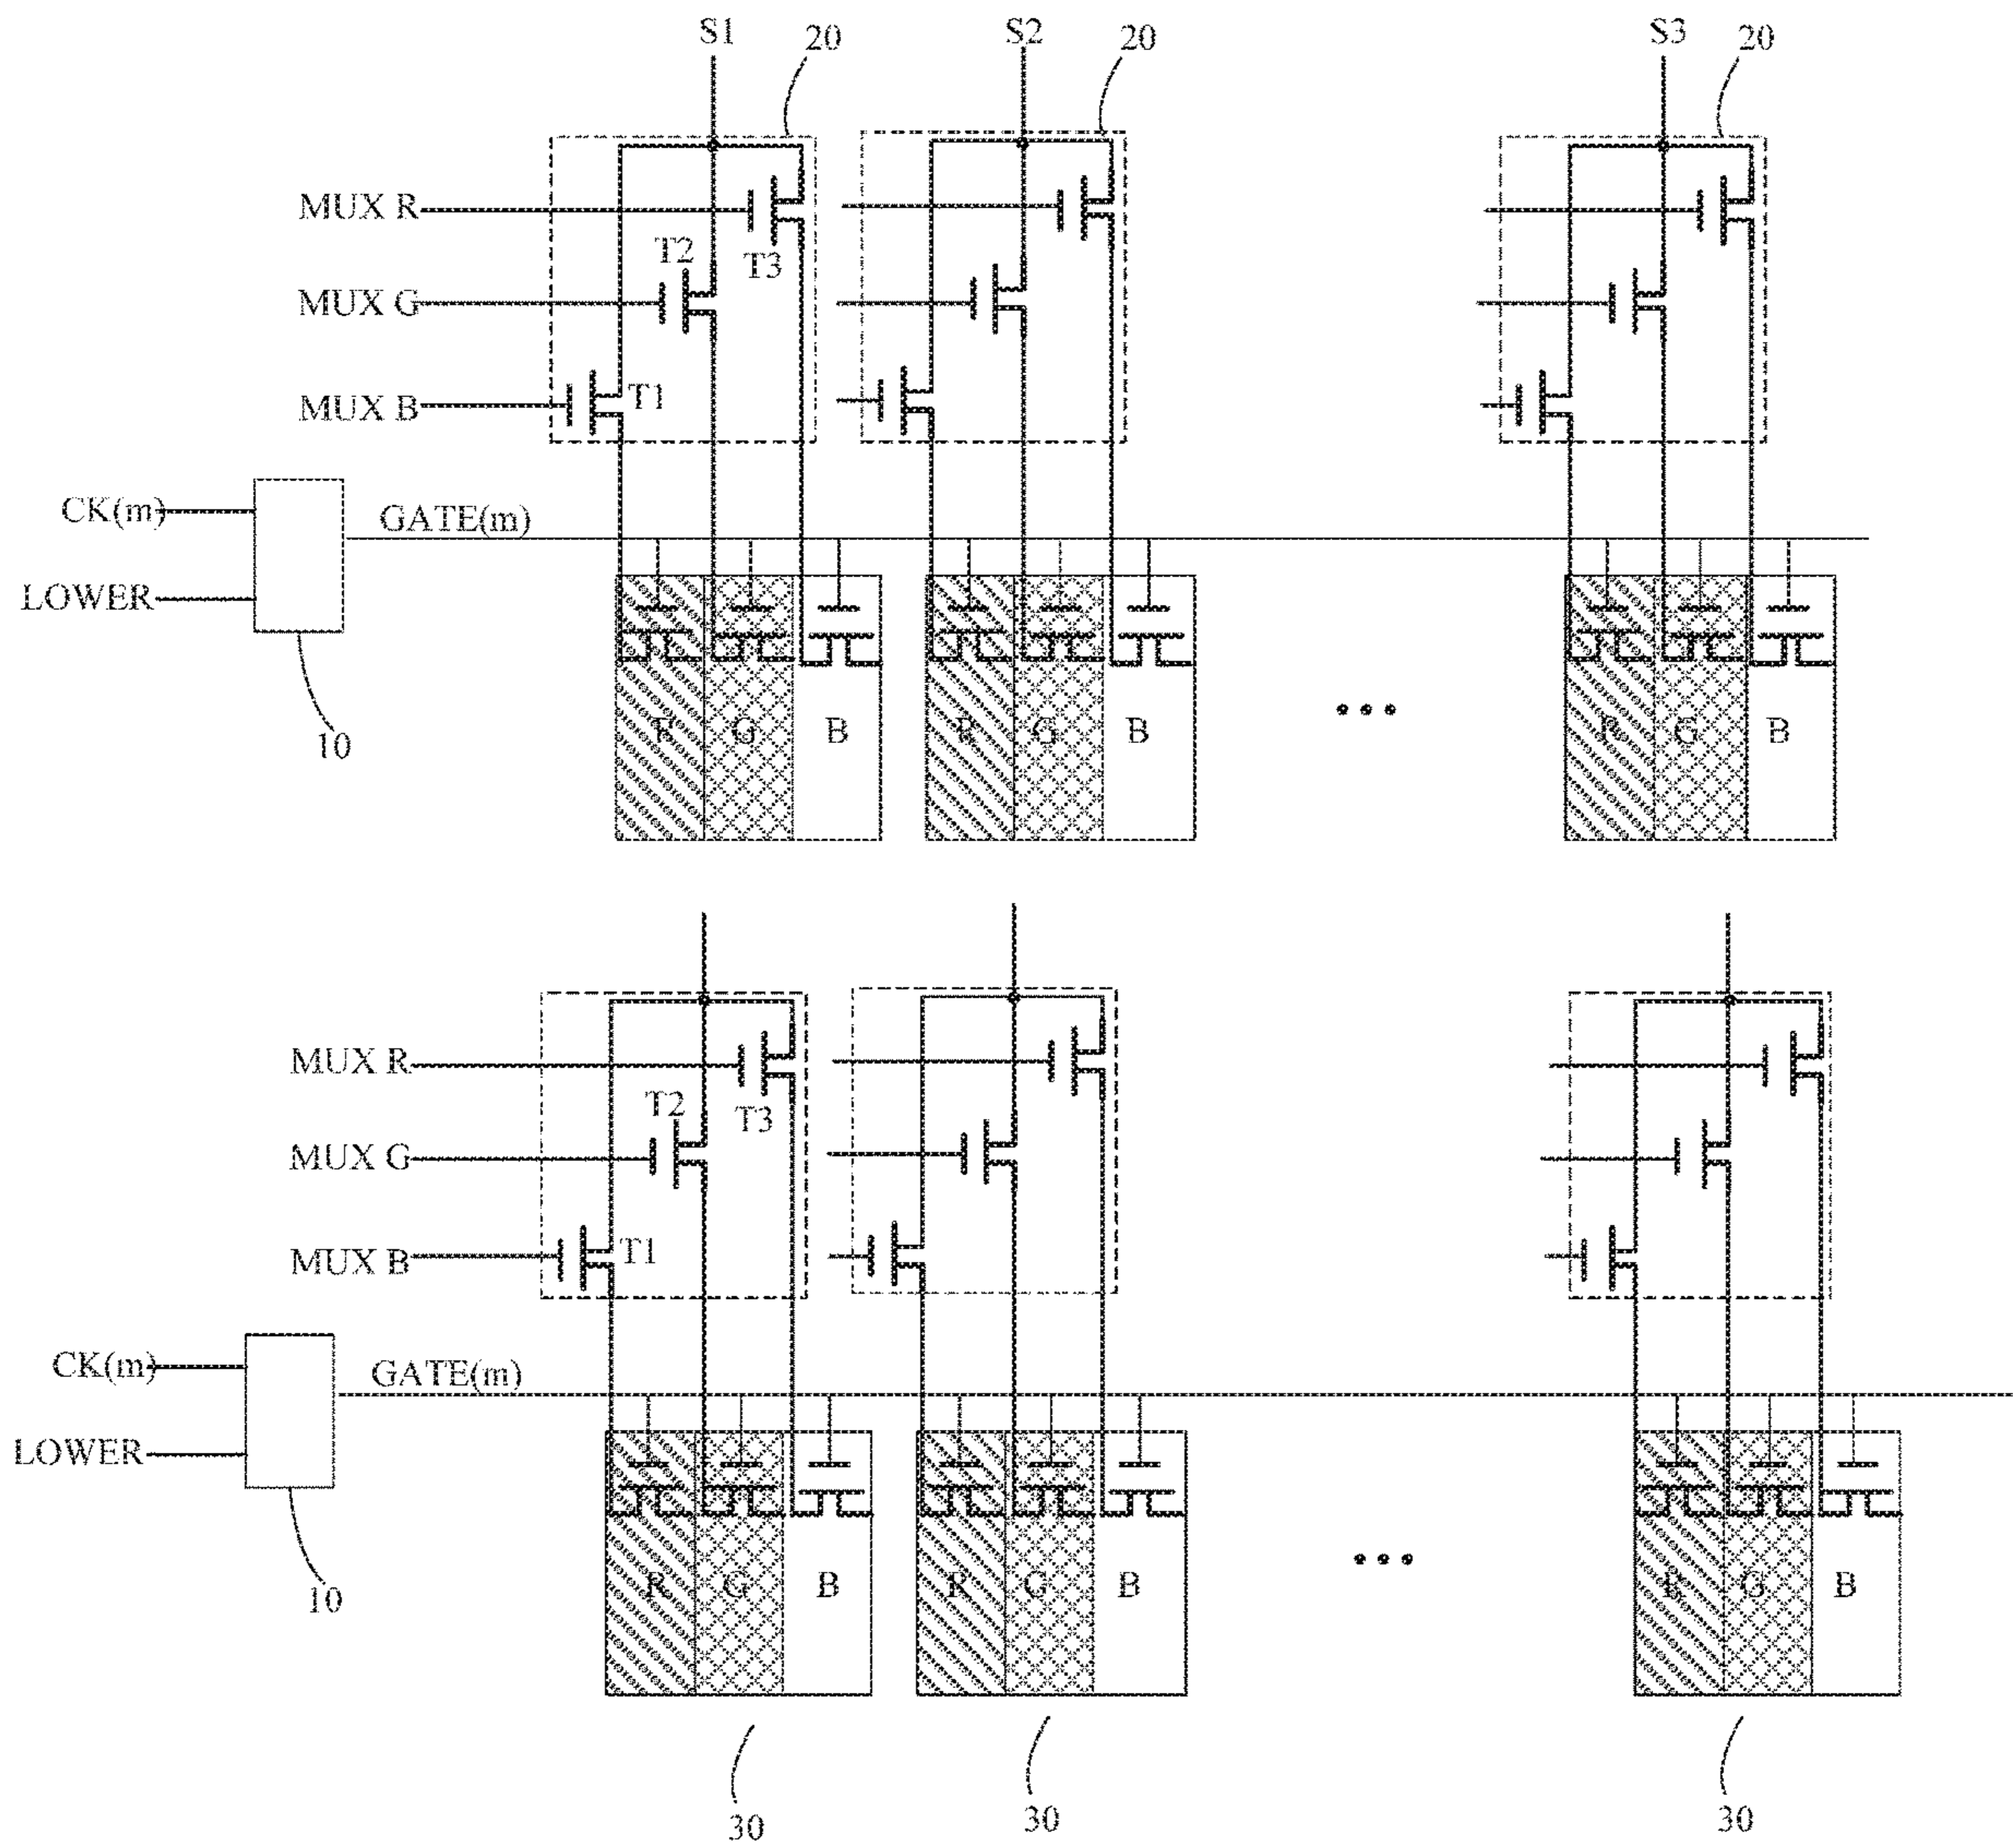 S1 20 S2 20 S3 20
MUX R
T2 T3
MUX G
MUX B T1
CK(m) GATE(m)
LOWER
10
R G B R G B ••• R G B
MUX R
T2 T3
MUX G
MUX B T1
CK(m) GATE(m)
LOWER
10
R G B R G B ••• R G B
30 30 30